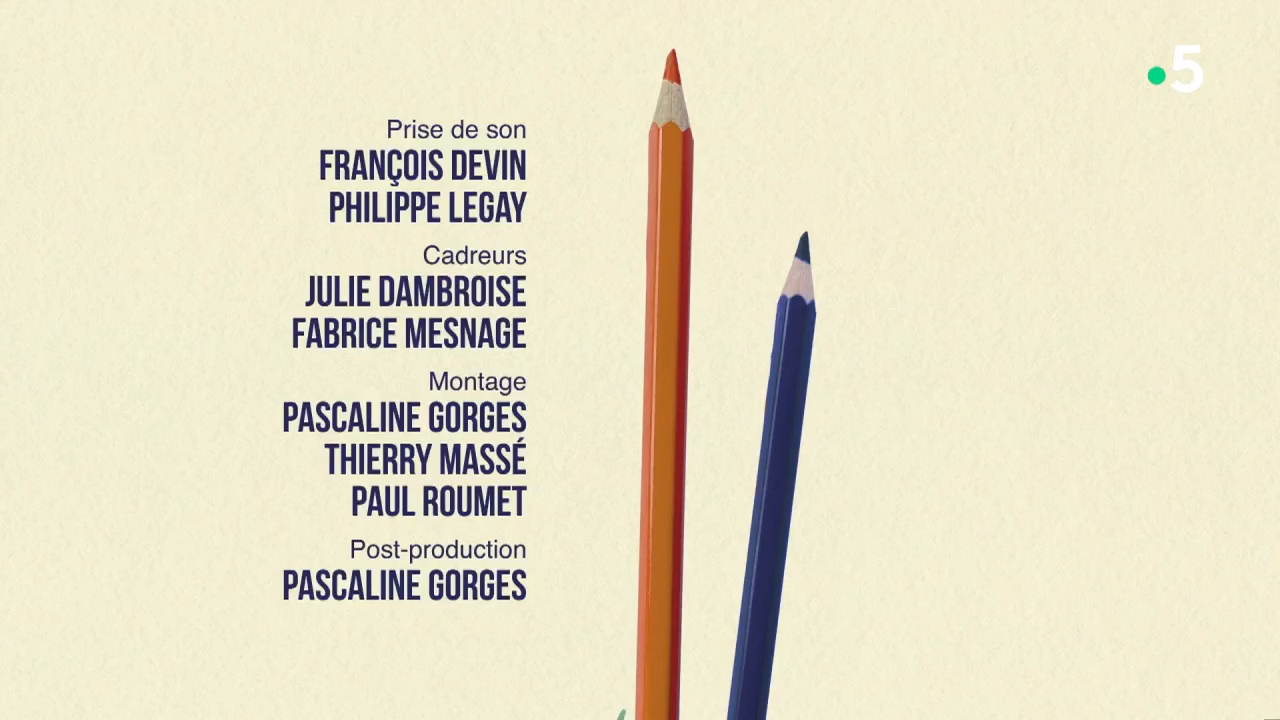 Prise de son
FRANÇOIS DEVIN
PHILIPPE LEGAY
Cadreurs
JULIE DAMBROISE
FABRICE MESNAGE
Montage
PASCALINE GORGES
THIERRY MASSÉ
PAUL ROUMET
Post-production
PASCALINE GORGES
5